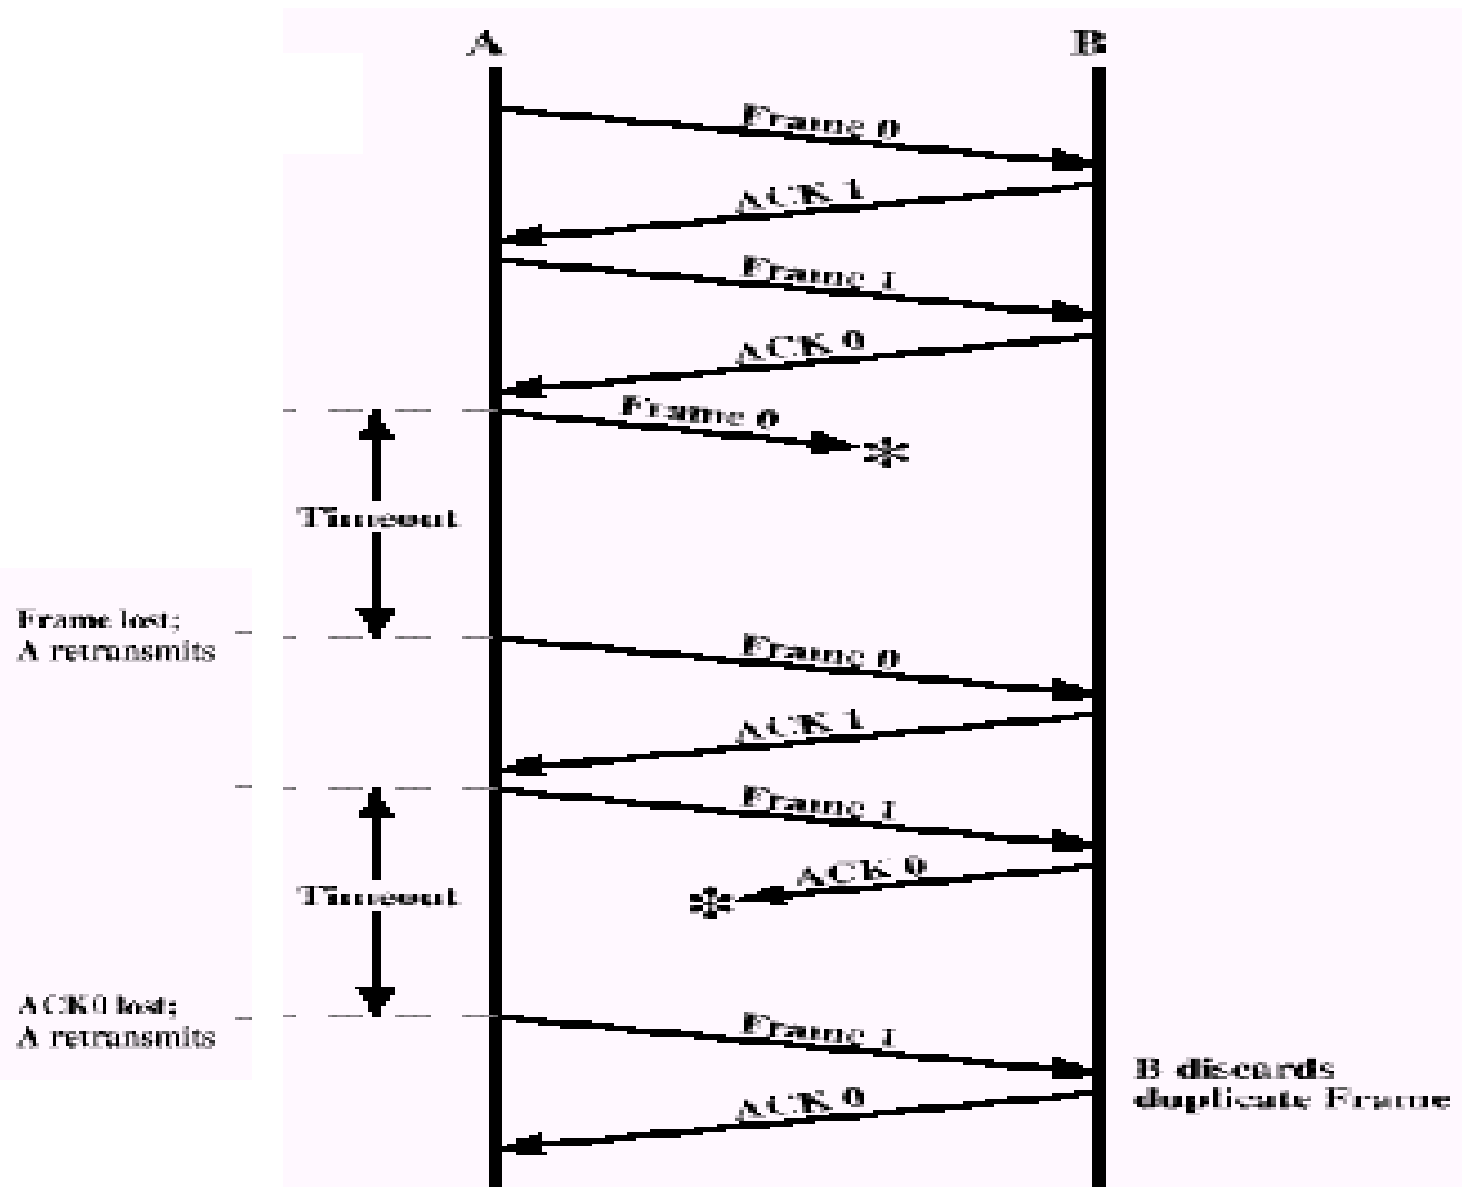 A
B
Frame 0
ACK 1
Frame 1
ACK 0
Frame 0
Timeout
Frame lost;
A retransmits
Frame 0
ACK 1
Frame 1
ACK 0
Timeout
ACK0 lost;
A retransmits
Frame 1
B discards
duplicate Frame
ACK 0